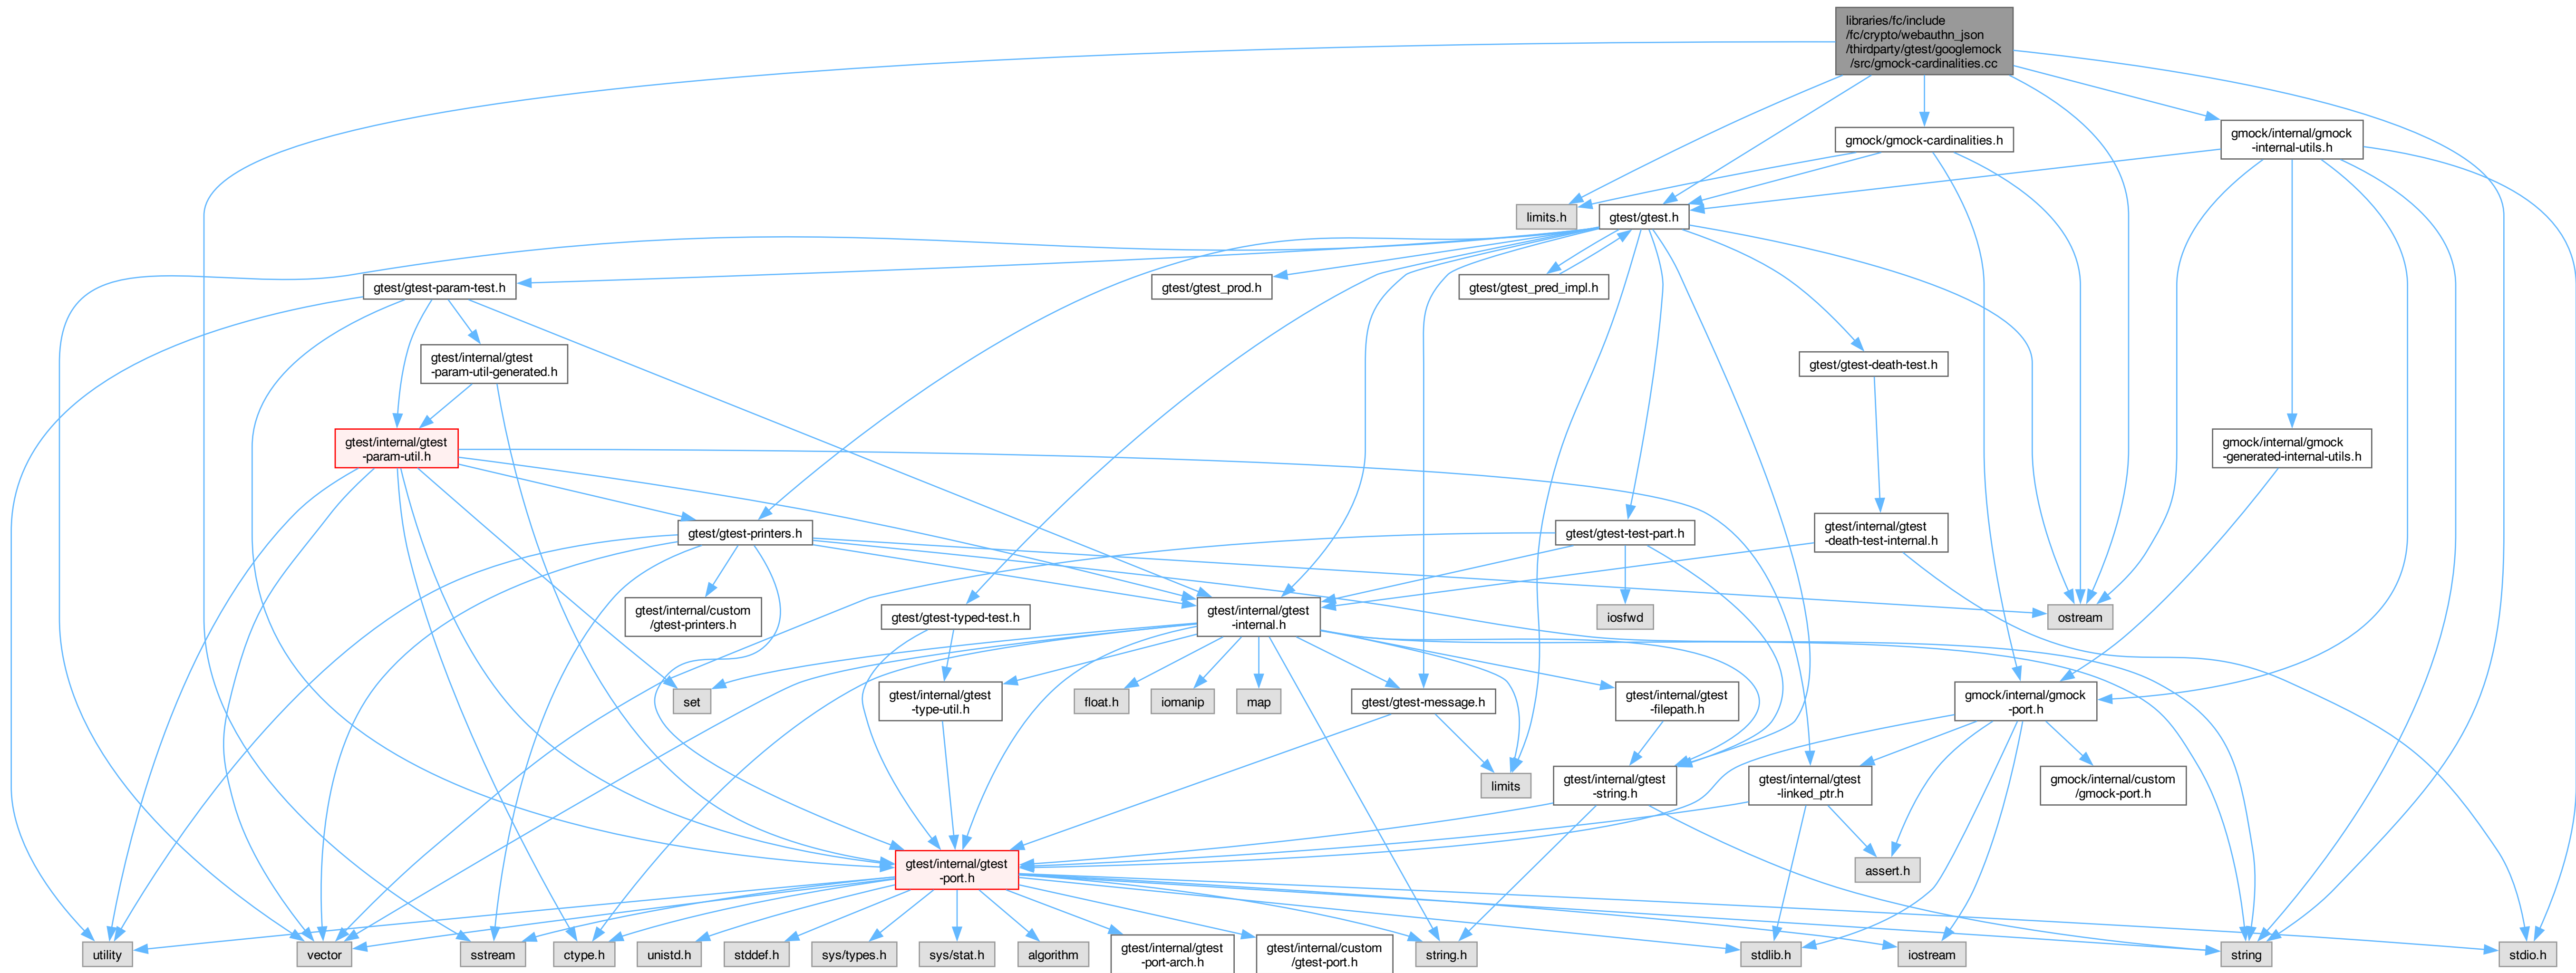 libraries/fc/include
/fc/crypto/webauthn_json
/thirdparty/gtest/googlemock
/src/gmock-cardinalities.cc
gmock/gmock-cardinalities.h
gmock/internal/gmock
-internal-utils.h
limits.h
gtest/gtest.h
gtest/gtest-param-test.h
gtest/gtest_prod.h
gtest/gtest_pred_impl.h
gtest/internal/gtest
-param-util-generated.h
gtest/gtest-death-test.h
gtest/internal/gtest
-param-util.h
gmock/internal/gmock
-generated-internal-utils.h
gtest/gtest-printers.h
gtest/gtest-test-part.h
gtest/internal/gtest
-death-test-internal.h
gtest/internal/custom
/gtest-printers.h
gtest/gtest-typed-test.h
gtest/internal/gtest
-internal.h
iosfwd
ostream
set
gtest/internal/gtest
-type-util.h
float.h
iomanip
map
gtest/gtest-message.h
gtest/internal/gtest
-filepath.h
gmock/internal/gmock
-port.h
limits
gtest/internal/gtest
-string.h
gtest/internal/gtest
-linked_ptr.h
gmock/internal/custom
/gmock-port.h
gtest/internal/gtest
-port.h
assert.h
utility
vector
sstream
ctype.h
unistd.h
stddef.h
sys/types.h
sys/stat.h
algorithm
gtest/internal/gtest
-port-arch.h
gtest/internal/custom
/gtest-port.h
string.h
stdlib.h
iostream
string
stdio.h